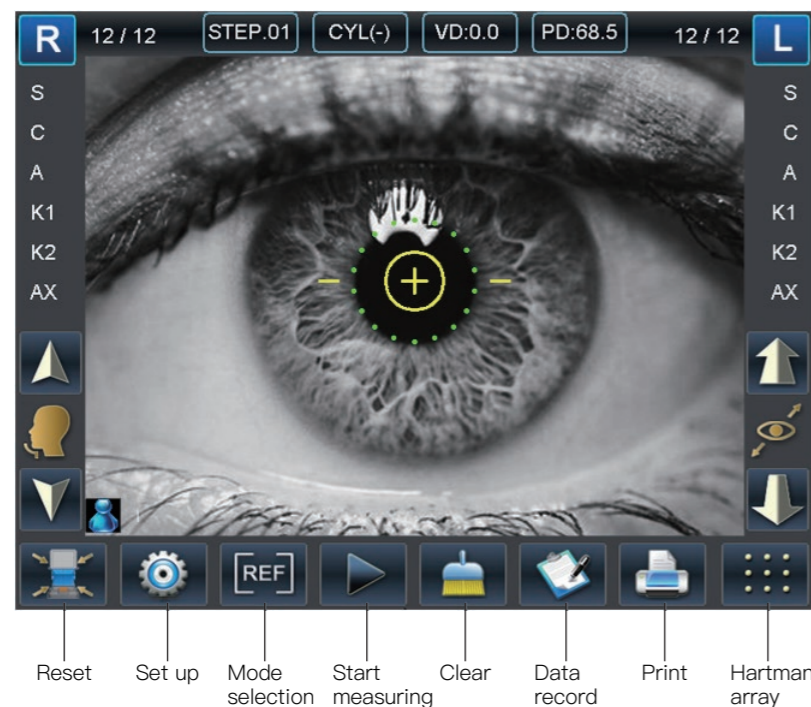 R 12 / 12 STEP.01 CYL(-) VD:0.0 PD:68.5 12 / 12 L
S S
C C
A A
K1 K1
K2 K2
AX AX
[REF]
Reset Set up Mode selection Start measuring Clear Data record Print Hartman array